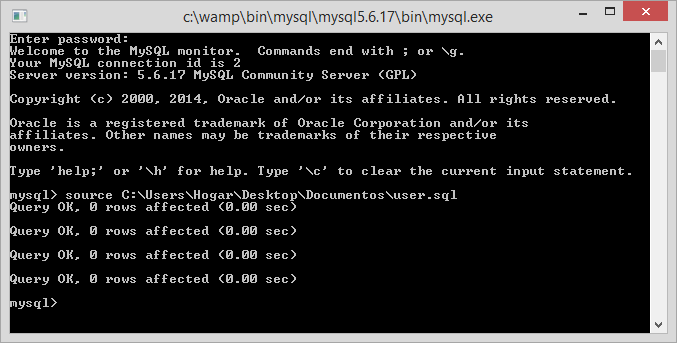 c:\wamp\bin\mysql\mysql5.6.17\bin\mysql.exe
Enter password:
Welcome to the MySQL monitor.  Commands end with ; or \g.
Your MySQL connection id is 2
Server version: 5.6.17 MySQL Community Server (GPL)
Copyright (c) 2000, 2014, Oracle and/or its affiliates. All rights reserved.
Oracle is a registered trademark of Oracle Corporation and/or its
affiliates. Other names may be trademarks of their respective
owners.
Type 'help;' or '\h' for help. Type '\c' to clear the current input statement.
mysql> source C:\Users\Hogar\Desktop\Documentos\user.sql
Query OK, 0 rows affected (0.00 sec)
Query OK, 0 rows affected (0.00 sec)
Query OK, 0 rows affected (0.00 sec)
Query OK, 0 rows affected (0.00 sec)
mysql>